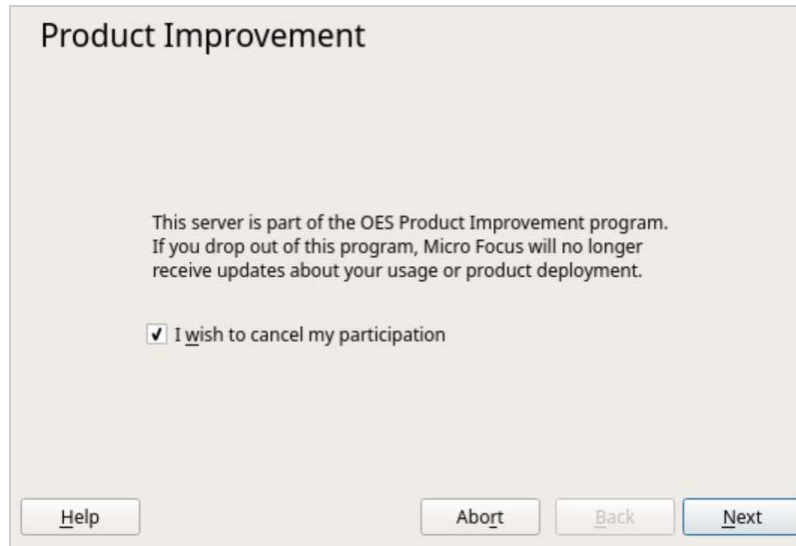 Product Improvement
This server is part of the OES Product Improvement program.
If you drop out of this program, Micro Focus will no longer
receive updates about your usage or product deployment.
I wish to cancel my participation
Help
Abort
Back
Next